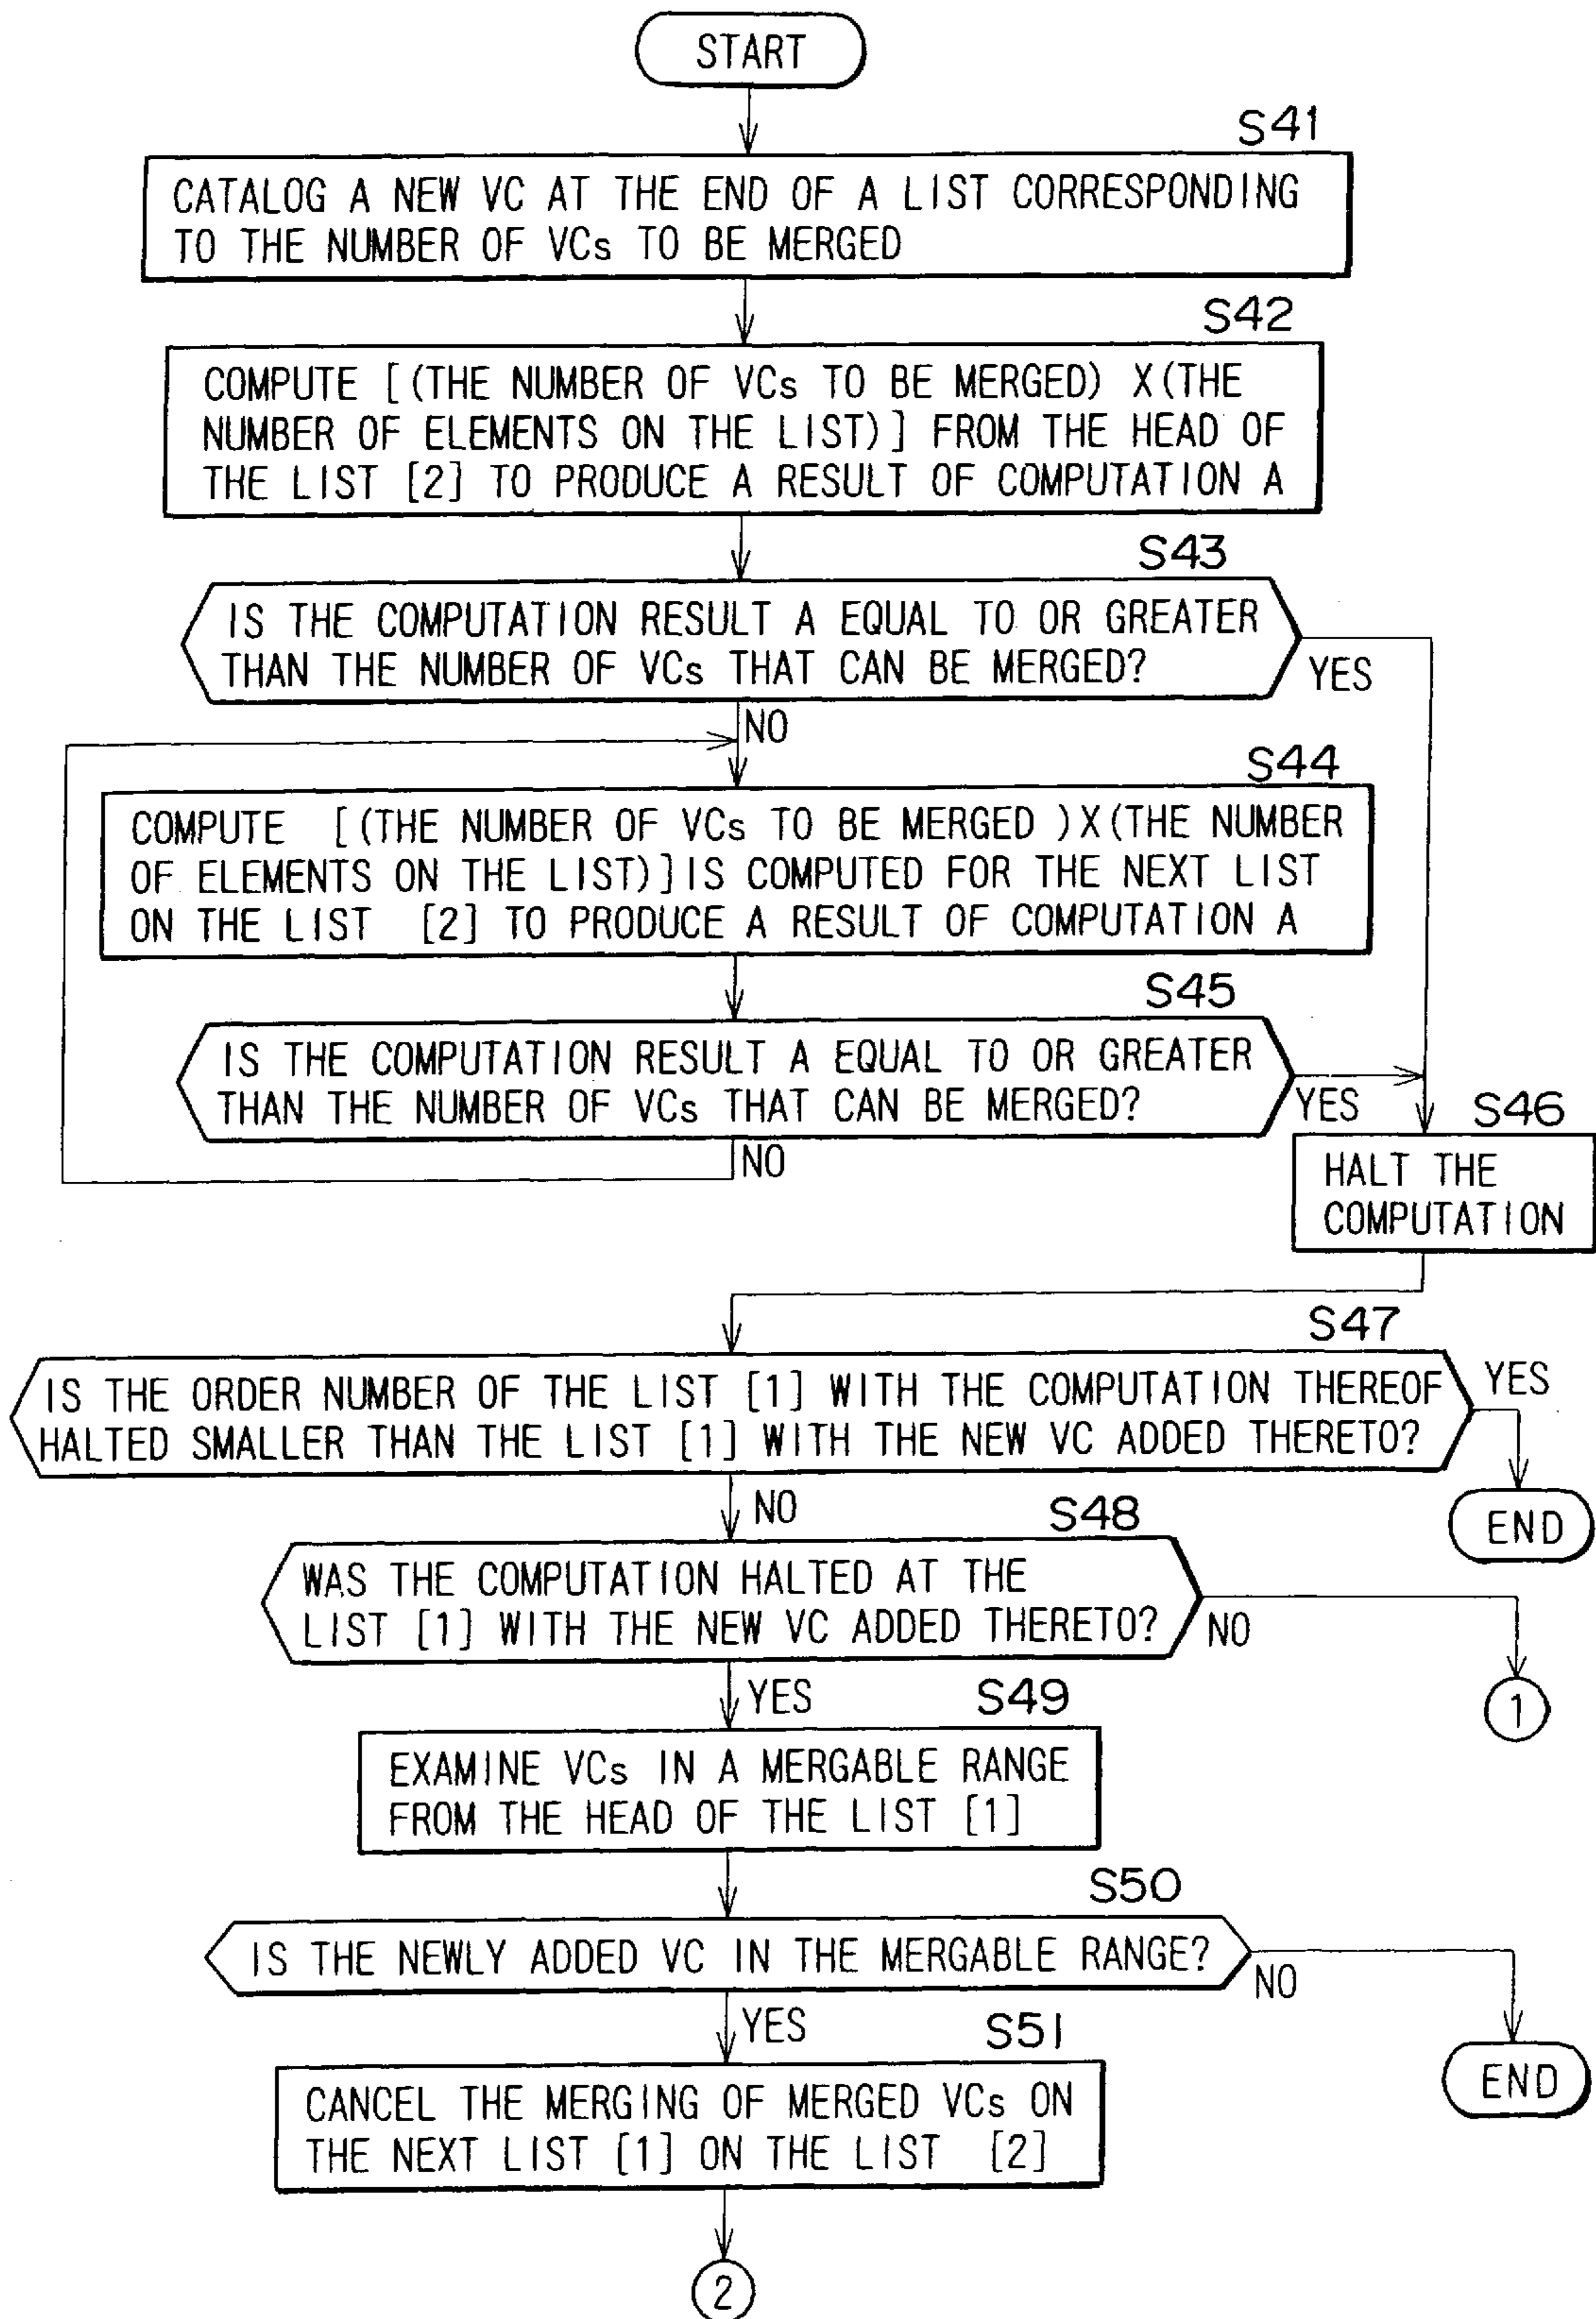 START
S41
CATALOG A NEW VC AT THE END OF A LIST CORRESPONDING
TO THE NUMBER OF VCs TO BE MERGED
S42
COMPUTE [(THE NUMBER OF VCs TO BE MERGED) X(THE
NUMBER OF ELEMENTS ON THE LIST)] FROM THE HEAD OF
THE LIST [2] TO PRODUCE A RESULT OF COMPUTATION A
S43
IS THE COMPUTATION RESULT A EQUAL TO OR GREATER
THAN THE NUMBER OF VCs THAT CAN BE MERGED?
YES
NO
S44
COMPUTE [(THE NUMBER OF VCs TO BE MERGED )X(THE NUMBER
OF ELEMENTS ON THE LIST)]IS COMPUTED FOR THE NEXT LIST
ON THE LIST [2] TO PRODUCE A RESULT OF COMPUTATION A
S45
IS THE COMPUTATION RESULT A EQUAL TO OR GREATER
THAN THE NUMBER OF VCs THAT CAN BE MERGED?
YES
NO
S46
HALT THE
COMPUTATION
S47
IS THE ORDER NUMBER OF THE LIST [1] WITH THE COMPUTATION THEREOF
HALTED SMALLER THAN THE LIST [1] WITH THE NEW VC ADDED THERETO?
YES
END
NO
S48
WAS THE COMPUTATION HALTED AT THE
LIST [1] WITH THE NEW VC ADDED THERETO?
NO
1
YES
S49
EXAMINE VCs IN A MERGABLE RANGE
FROM THE HEAD OF THE LIST [1]
S50
IS THE NEWLY ADDED VC IN THE MERGABLE RANGE?
NO
END
YES
S51
CANCEL THE MERGING OF MERGED VCs ON
THE NEXT LIST [1] ON THE LIST [2]
2